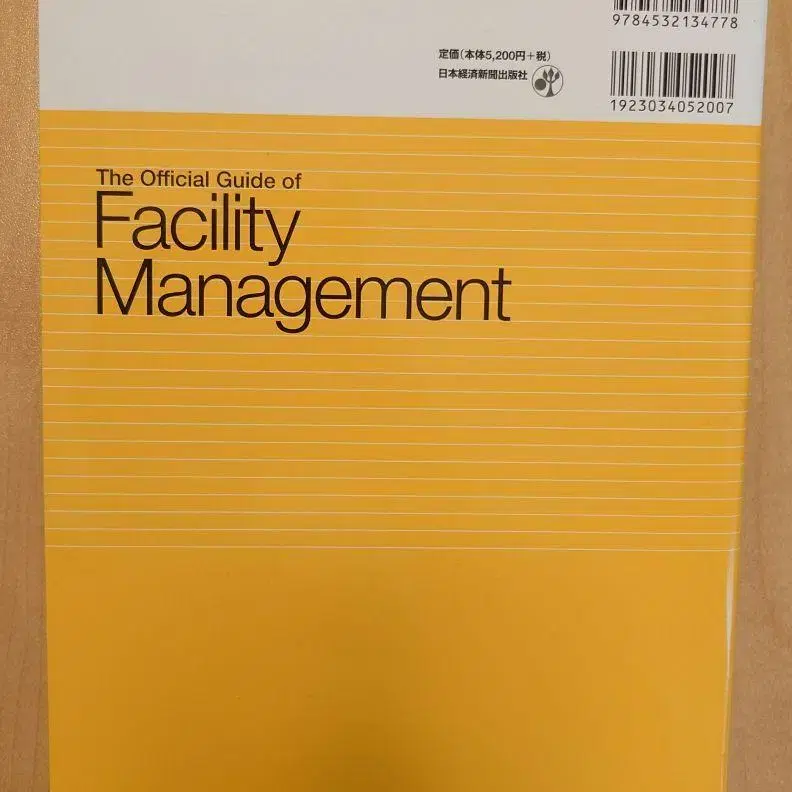 9784532134778
定価(本体5,200円+税)
日本経済新聞出版社
1923034052007
The Official Guide of
Facility
Management